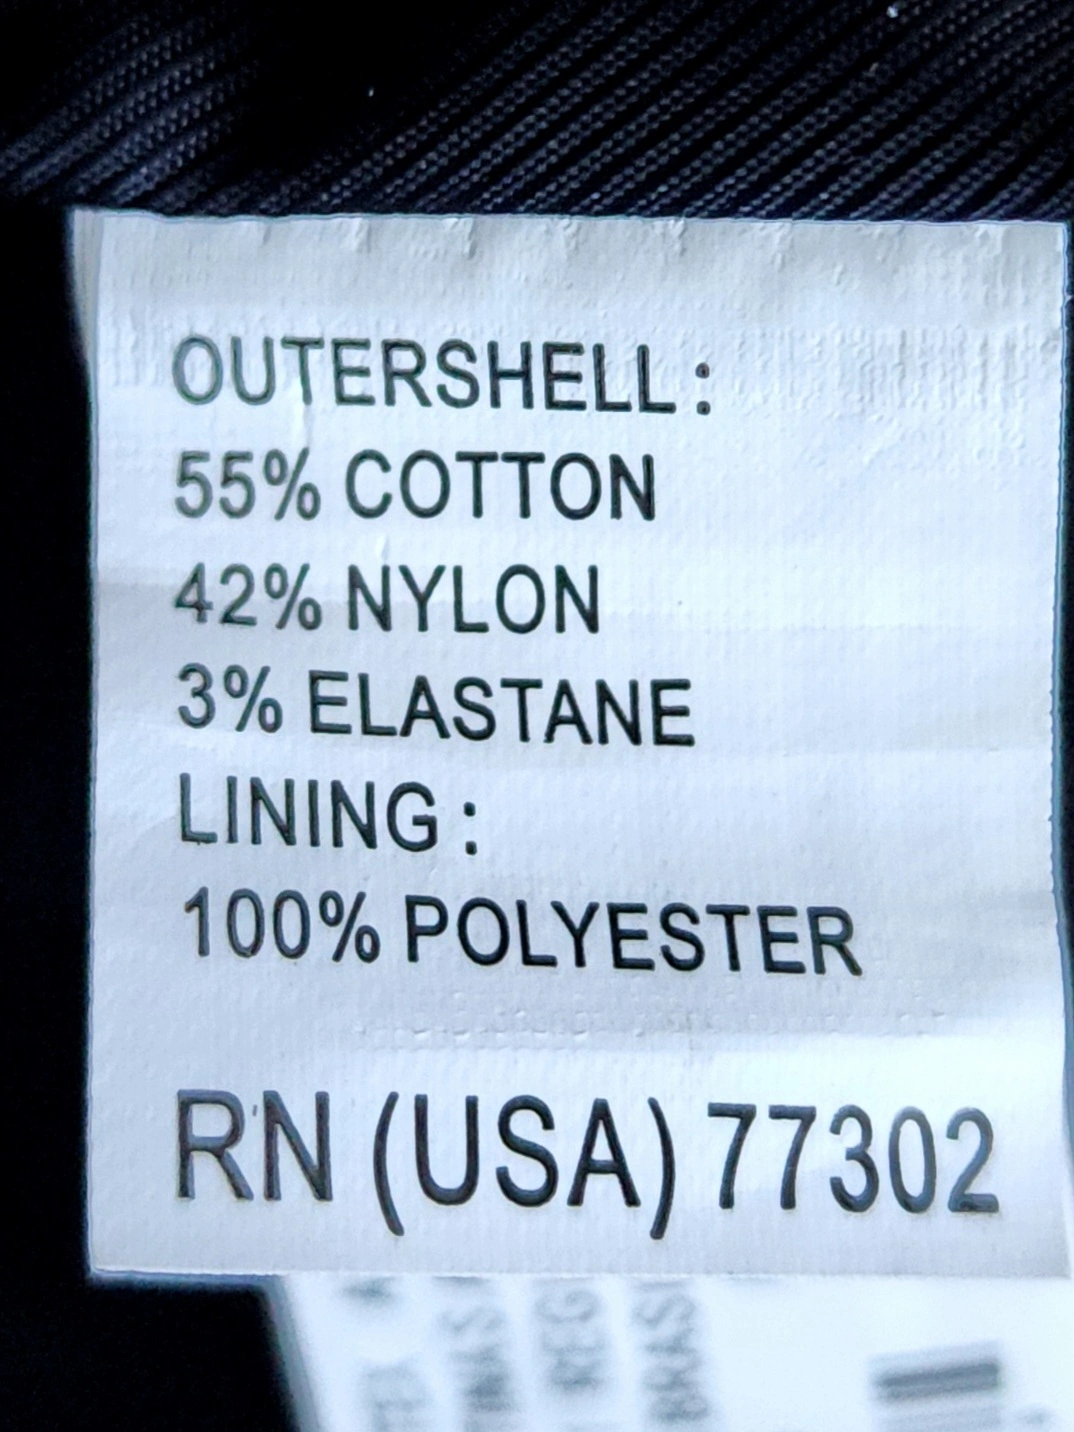 OUTERSHELL :
55% COTTON
42% NYLON
3% ELASTANE
LINING :
100% POLYESTER
RN (USA) 77302